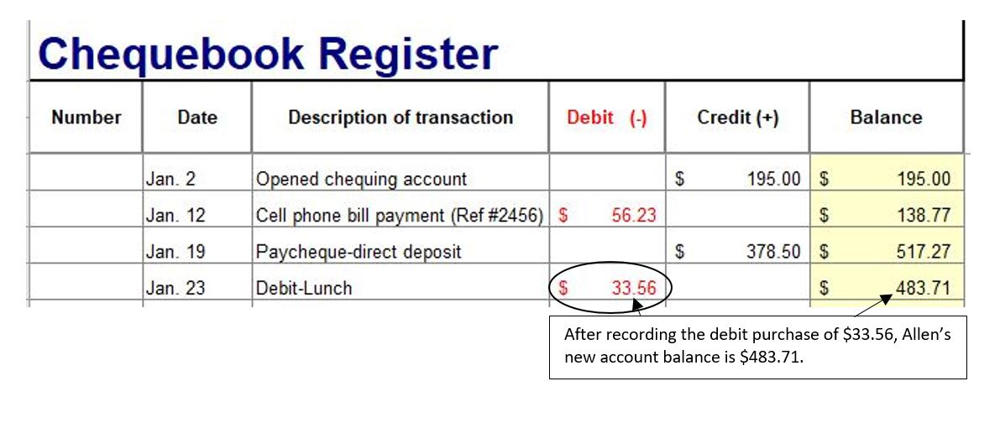 Chequebook Register
Number Date Description of transaction Debit (-) Credit (+) Balance
Jan. 2 Opened chequing account $ 195.00 $ 195.00
Jan. 12 Cell phone bill payment (Ref #2456) $ 56.23 $ 138.77
Jan. 19 Paycheque-direct deposit $ 378.50 $ 517.27
Jan. 23 Debit-Lunch $ 33.56 $ 483.71
After recording the debit purchase of $33.56, Allen’s
new account balance is $483.71.